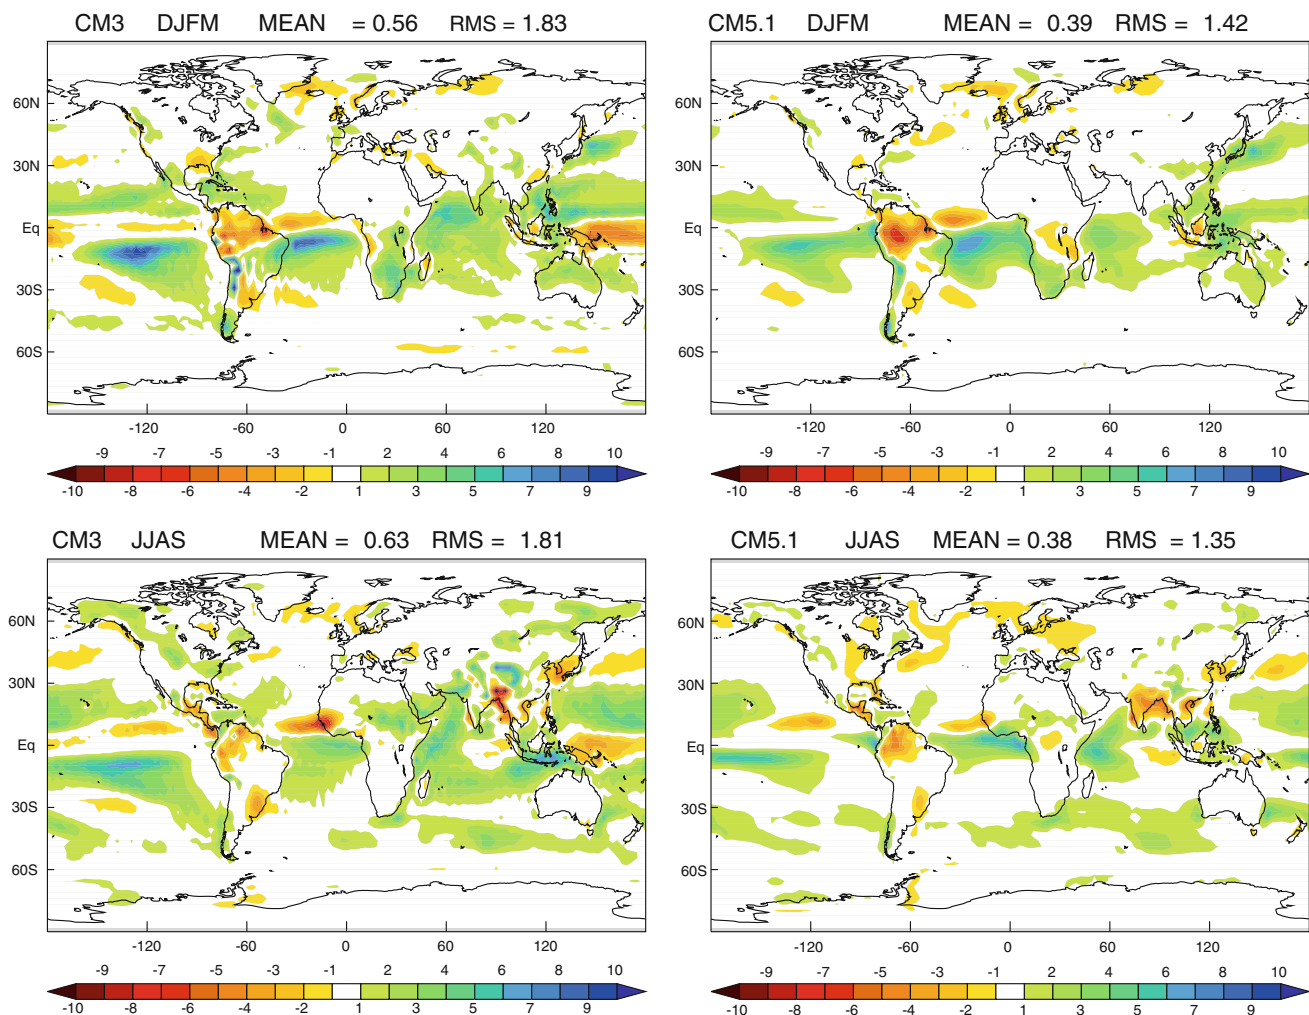 CM3 DJFM MEAN = 0.56 RMS = 1.83
CM5.1 DJFM MEAN = 0.39 RMS = 1.42
60N
30N
Eq
30S
60S
-120 -60 0 60 120
-120 -60 0 60 120
-9 -7 -5 -3 -1 2 4 6 8 10
-10 -8 -6 -4 -2 1 3 5 7 9
-9 -7 -5 -3 -1 2 4 6 8 10
-10 -8 -6 -4 -2 1 3 5 7 9
60N
30N
Eq
30S
60S
CM3 JJAS MEAN = 0.63 RMS = 1.81
CM5.1 JJAS MEAN = 0.38 RMS = 1.35
60N
30N
Eq
30S
60S
-120 -60 0 60 120
-120 -60 0 60 120
-9 -7 -5 -3 -1 2 4 6 8 10
-10 -8 -6 -4 -2 1 3 5 7 9
-9 -7 -5 -3 -1 2 4 6 8 10
-10 -8 -6 -4 -2 1 3 5 7 9
60N
30N
Eq
30S
60S